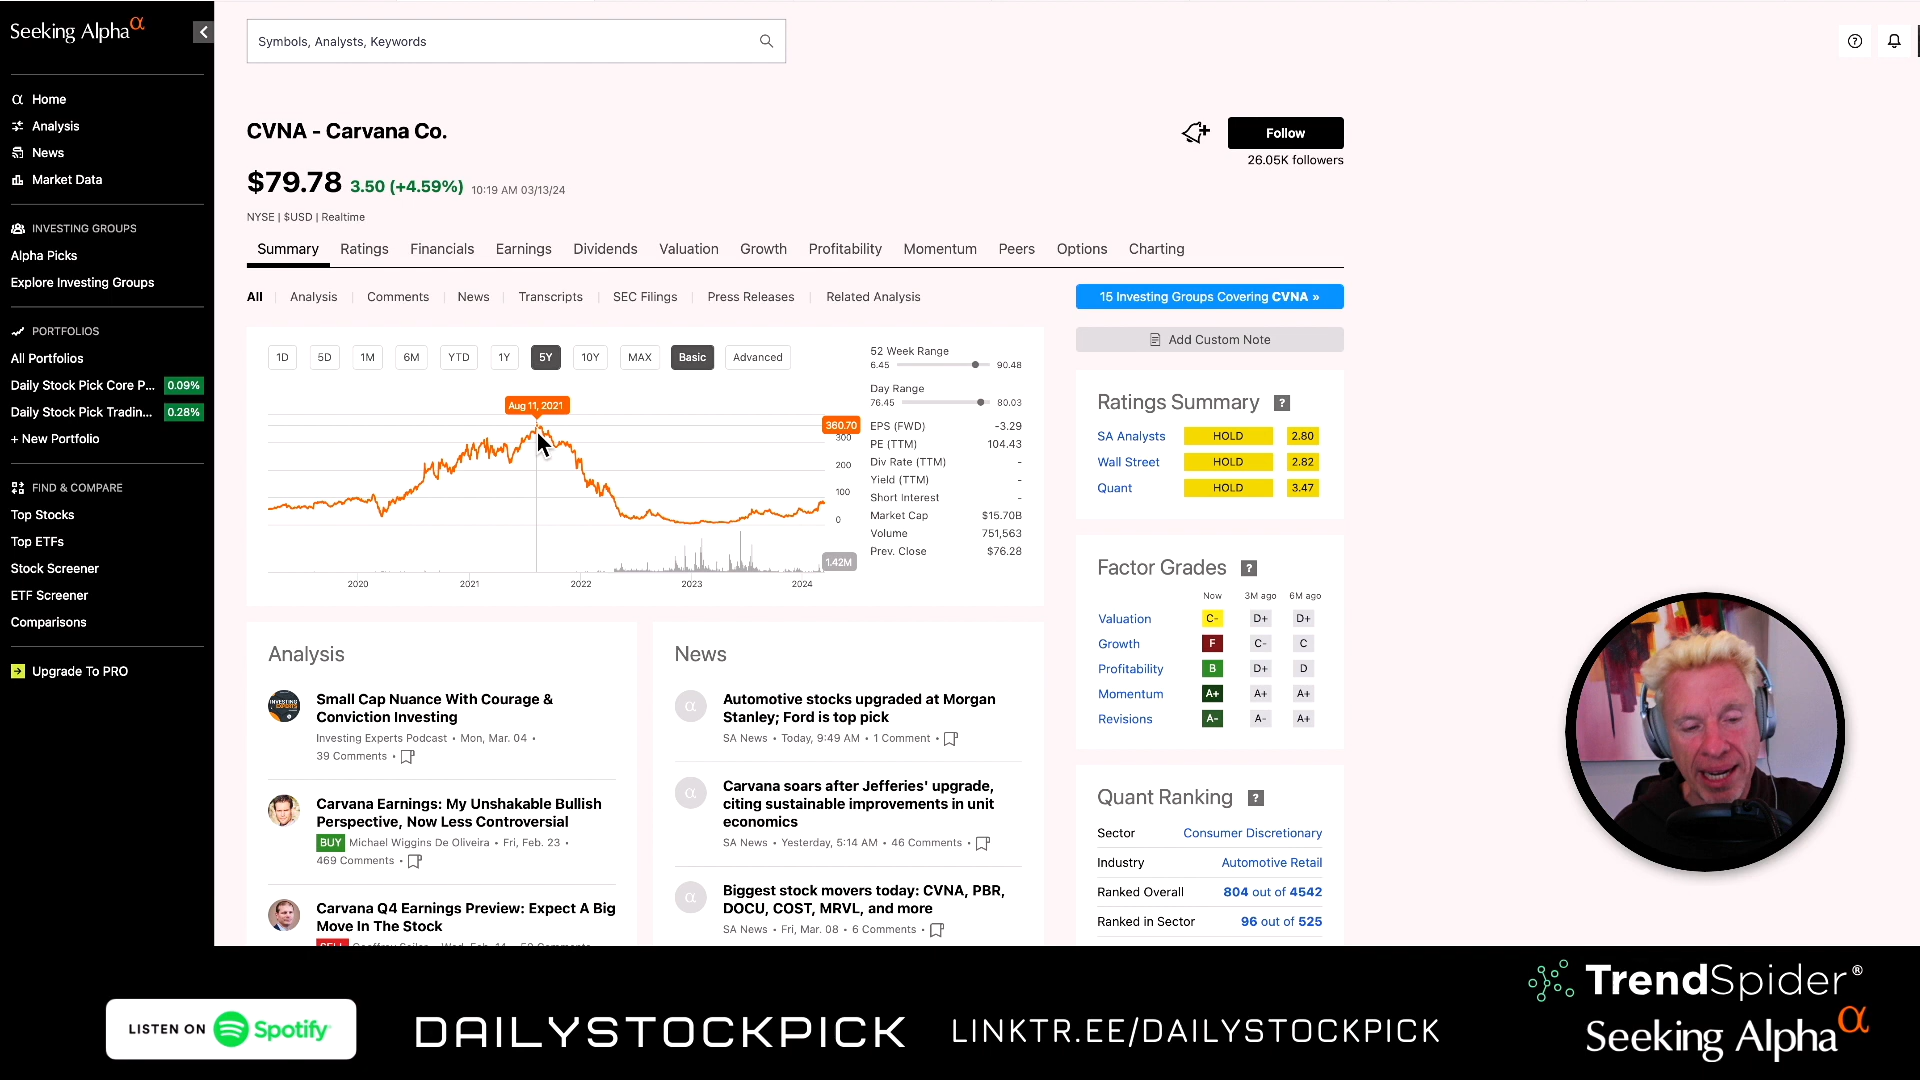 Seeking Alpha α
Symbols, Analysts, Keywords
Home
Analysis
News
Market Data
INVESTING GROUPS
Alpha Picks
Explore Investing Groups
PORTFOLIOS
All Portfolios
Daily Stock Pick Core P... 0.09%
Daily Stock Pick Tradin... 0.28%
+ New Portfolio
FIND & COMPARE
Top Stocks
Top ETFs
Stock Screener
ETF Screener
Comparisons
Upgrade To PRO
CVNA - Carvana Co.
Follow
26.05K followers
$79.78 3.50 (+4.59%) 10:19 AM 03/13/24
NYSE | $USD | Realtime
Summary Ratings Financials Earnings Dividends Valuation Growth Profitability Momentum Peers Options Charting
All Analysis Comments News Transcripts SEC Filings Press Releases Related Analysis
15 Investing Groups Covering CVNA »
Add Custom Note
1D 5D 1M 6M YTD 1Y 5Y 10Y MAX Basic Advanced
Aug 11, 2021
360.70
300
200
100
0
1.42M
2020 2021 2022 2023 2024
52 Week Range
6.45 90.48
Day Range
76.45 80.03
EPS (FWD) -3.29
PE (TTM) 104.43
Div Rate (TTM) -
Yield (TTM) -
Short Interest -
Market Cap $15.70B
Volume 751,563
Prev. Close $76.28
Ratings Summary ?
SA Analysts HOLD 2.80
Wall Street HOLD 2.82
Quant HOLD 3.47
Factor Grades ?
Now 3M ago 6M ago
Valuation C- D+ D+
Growth F C- C
Profitability B D+ D
Momentum A+ A+ A+
Revisions A- A- A+
Quant Ranking ?
Sector Consumer Discretionary
Industry Automotive Retail
Ranked Overall 804 out of 4542
Ranked in Sector 96 out of 525
Analysis
Small Cap Nuance With Courage &
Conviction Investing
Investing Experts Podcast • Mon, Mar. 04 •
39 Comments •
Carvana Earnings: My Unshakable Bullish
Perspective, Now Less Controversial
BUY Michael Wiggins De Oliveira • Fri, Feb. 23 •
469 Comments •
Carvana Q4 Earnings Preview: Expect A Big
Move In The Stock
News
Automotive stocks upgraded at Morgan
Stanley; Ford is top pick
SA News • Today, 9:49 AM • 1 Comment •
Carvana soars after Jefferies' upgrade,
citing sustainable improvements in unit
economics
SA News • Yesterday, 5:14 AM • 46 Comments •
Biggest stock movers today: CVNA, PBR,
DOCU, COST, MRVL, and more
SA News • Fri, Mar. 08 • 6 Comments •
LISTEN ON Spotify
DAILYSTOCKPICK
LINKTR.EE/DAILYSTOCKPICK
TrendSpider®
Seeking Alpha α